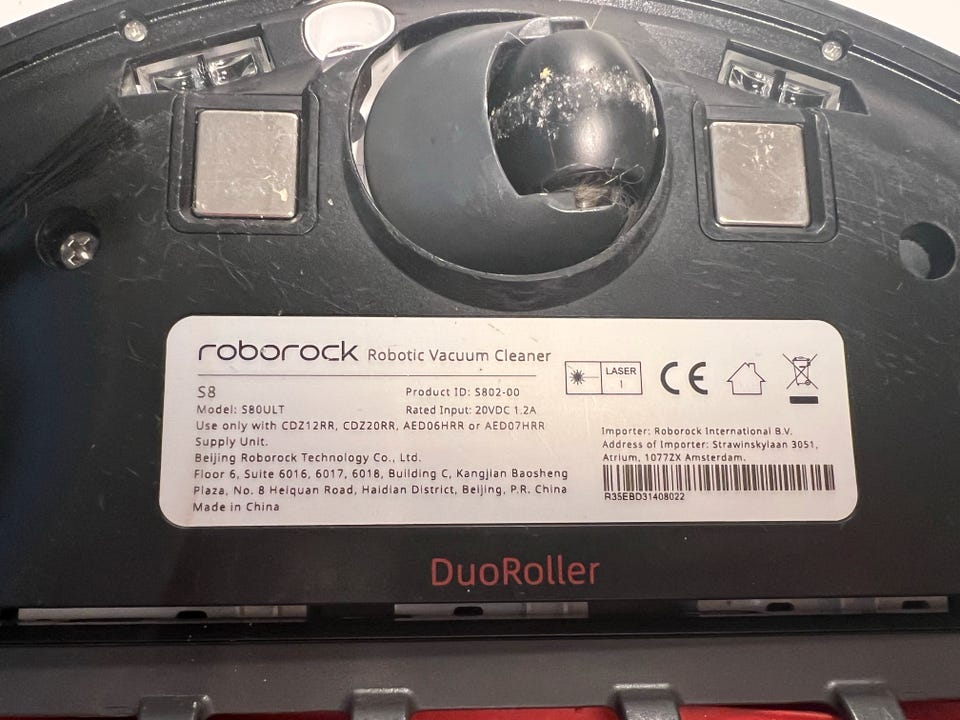 roborock Robotic Vacuum Cleaner
S8
Product ID: S802-00
Model: S80ULT
Rated Input: 20VDC 1.2A
Use only with CDZ12RR, CDZ20RR, AED06HRR or AED07HRR
Supply Unit.
Beijing Roborock Technology Co., Ltd.
Floor 6, Suite 6016, 6017, 6018, Building C, Kangjian Baosheng
Plaza, No. 8 Heiquan Road, Haidian District, Beijing, P.R. China
Made in China
LASER
1
CE
Importer: Roborock International B.V.
Address of Importer: Strawinskylaan 3051,
Atrium, 1077ZX Amsterdam.
R35EBD31408022
DuoRoller